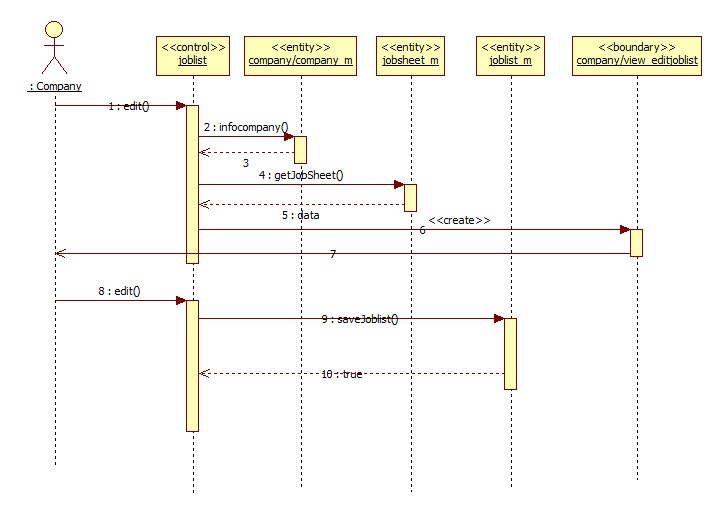 <<control>>
joblist
<<entity>>
company/company_m
<<entity>>
jobsheet_m
<<entity>>
joblist_m
<<boundary>>
company/view_editjoblist
: Company
1 : edit()
2 : infocompany()
3
4 : getJobSheet()
5 : data
<<create>>
6
7
8 : edit()
9 : saveJoblist()
10 : true